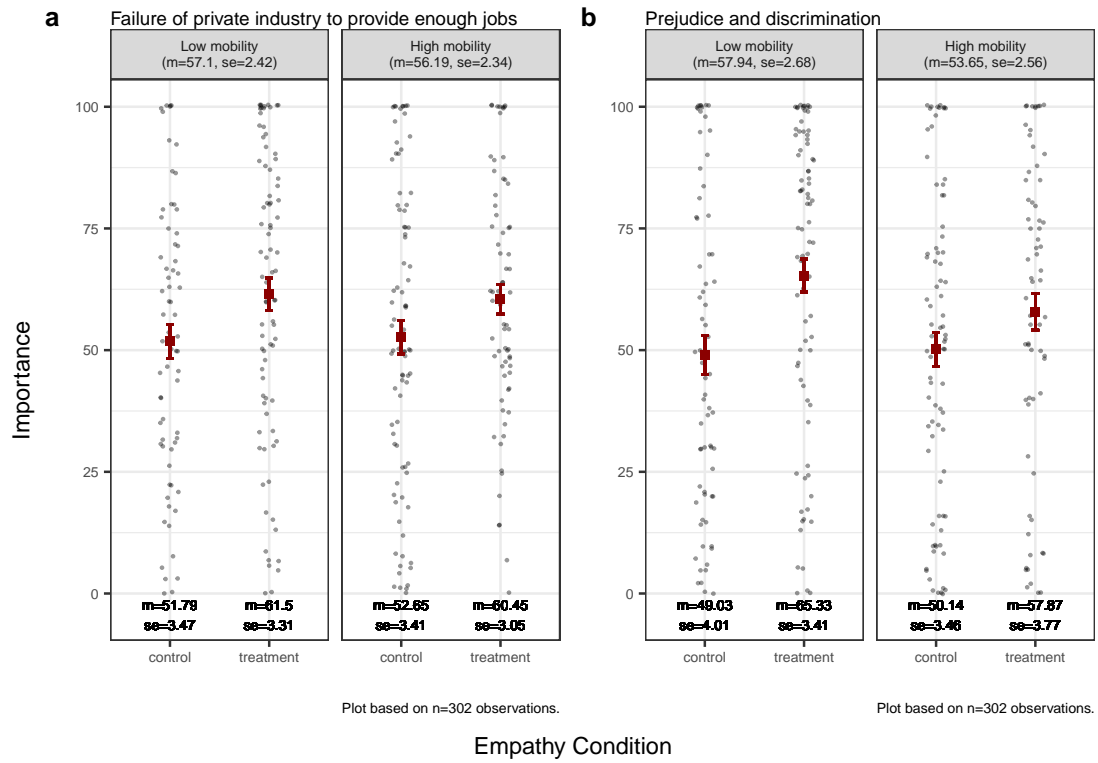 a Failure of private industry to provide enough jobs
Low mobility
(m=57.1, se=2.42)
High mobility
(m=56.19, se=2.34)
100
75
50
25
0
m=51.79
se=3.47
m=61.5
se=3.31
m=52.65
se=3.41
m=60.45
se=3.05
control
treatment
control
treatment
Plot based on n=302 observations.
b Prejudice and discrimination
Low mobility
(m=57.94, se=2.68)
High mobility
(m=53.65, se=2.56)
100
75
50
25
0
m=49.03
se=4.01
m=65.33
se=3.41
m=50.14
se=3.46
m=57.87
se=3.77
control
treatment
control
treatment
Plot based on n=302 observations.
Importance
Empathy Condition